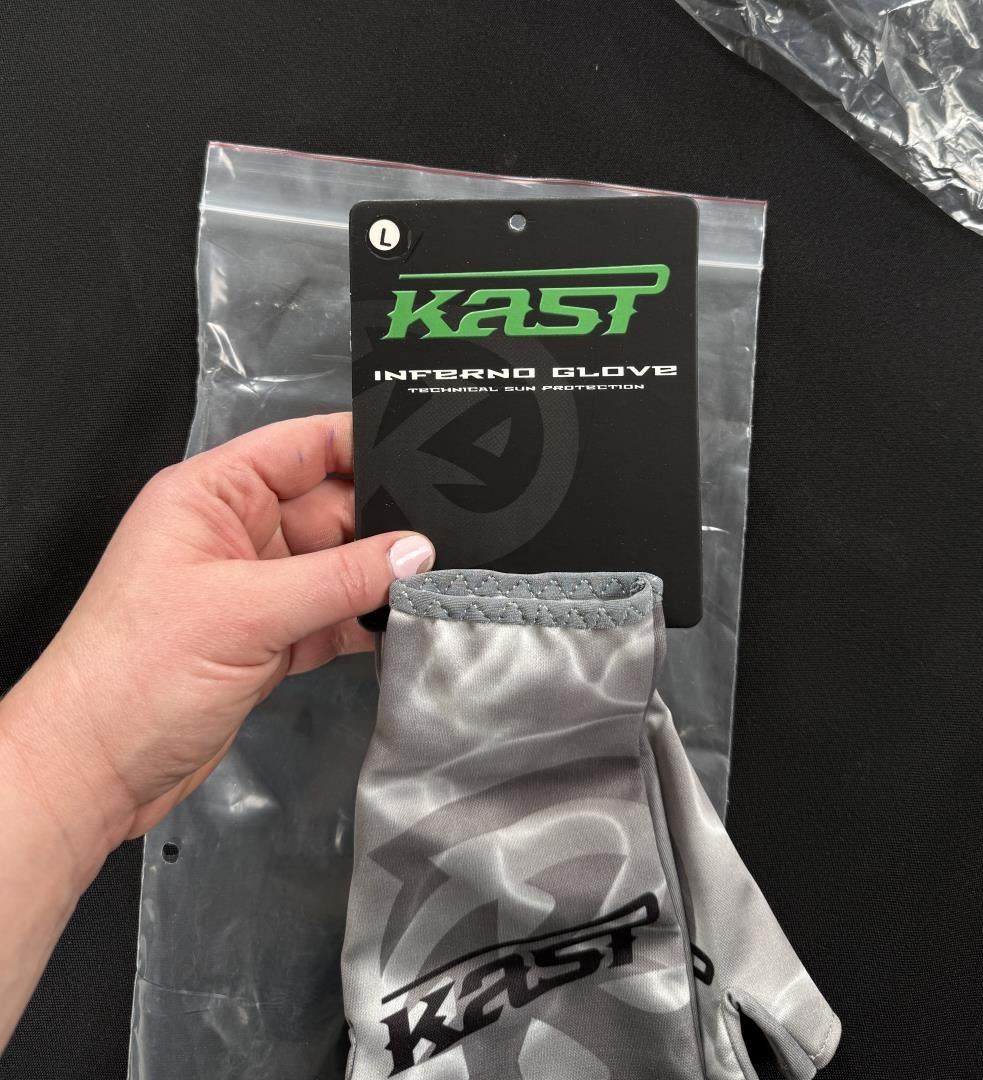 L
KAST
INFERNO GLOVE
TECHNICAL SUN PROTECTION
KAST